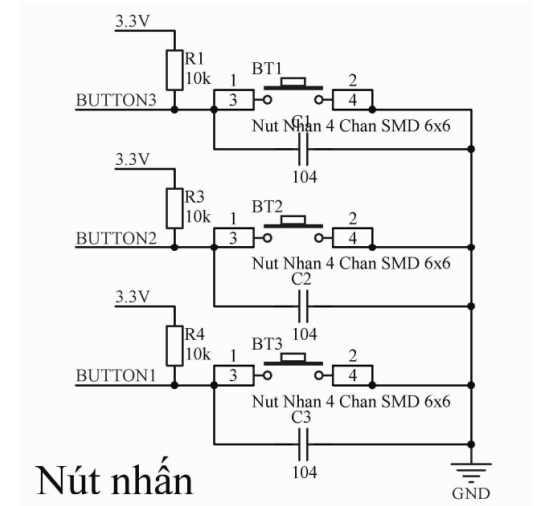 3.3V
R1
10k
BT1
1
2
BUTTON3
3
4
C1
Nut Nhan 4 Chan SMD 6x6
104
3.3V
R3
10k
BT2
1
2
BUTTON2
3
4
Nut Nhan 4 Chan SMD 6x6
C2
104
3.3V
R4
10k
BT3
1
2
BUTTON1
3
4
Nut Nhan 4 Chan SMD 6x6
C3
104
Nút nhấn
GND